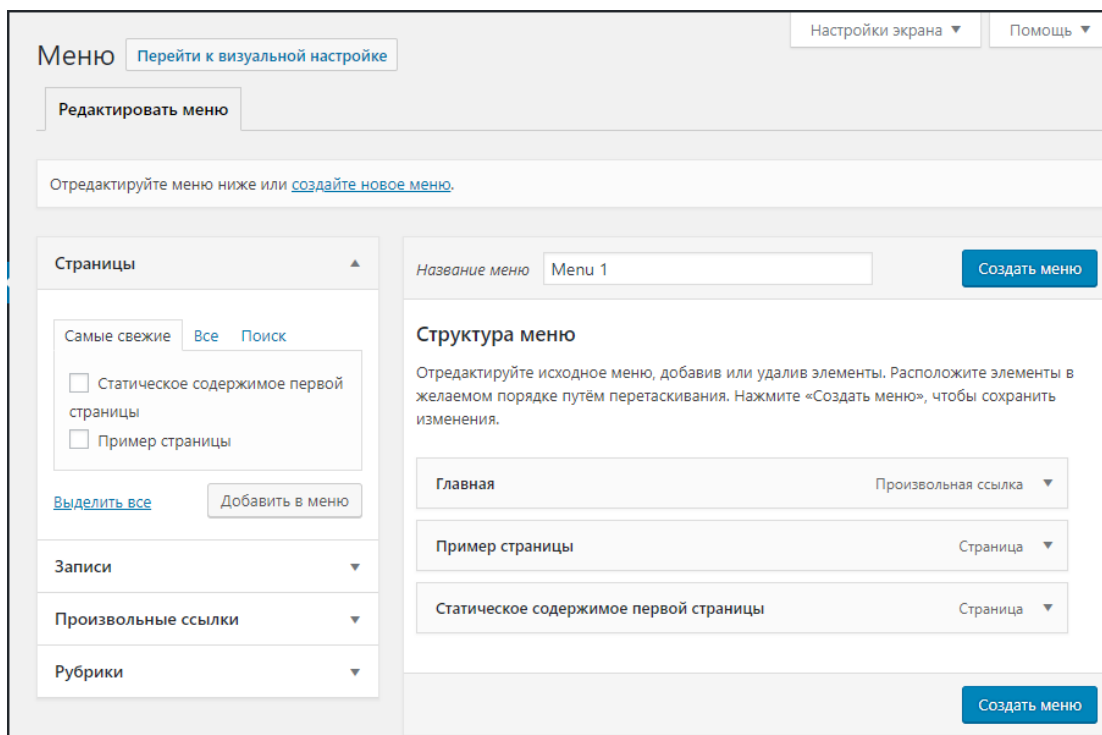 Настройки экрана
Помощь
Меню
Перейти к визуальной настройке
Редактировать меню
Отредактируйте меню ниже или создайте новое меню.
Страницы
Самые свежие Все Поиск
Статическое содержимое первой
страницы
Пример страницы
Выделить все
Добавить в меню
Записи
Произвольные ссылки
Рубрики
Название меню Menu 1
Создать меню
Структура меню
Отредактируйте исходное меню, добавив или удалив элементы. Расположите элементы в
желаемом порядке путём перетаскивания. Нажмите «Создать меню», чтобы сохранить
изменения.
Главная Произвольная ссылка
Пример страницы Страница
Статическое содержимое первой страницы Страница
Создать меню